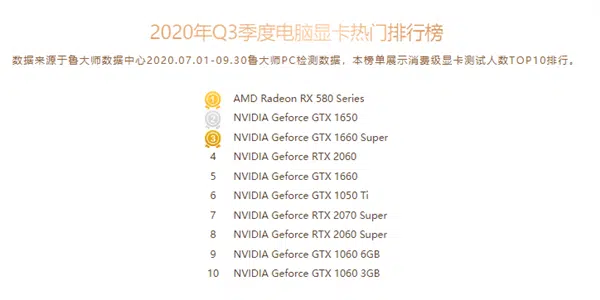 2020年Q3季度电脑显卡热门排行榜
数据来源于鲁大师数据中心2020.07.01-09.30鲁大师PC检测数据，本榜单展示消费级显卡测试人数TOP10排行。
1 AMD Radeon RX 580 Series
2 NVIDIA Geforce GTX 1650
3 NVIDIA Geforce GTX 1660 Super
4 NVIDIA Geforce RTX 2060
5 NVIDIA Geforce GTX 1660
6 NVIDIA Geforce GTX 1050 Ti
7 NVIDIA Geforce RTX 2070 Super
8 NVIDIA Geforce RTX 2060 Super
9 NVIDIA Geforce GTX 1060 6GB
10 NVIDIA Geforce GTX 1060 3GB